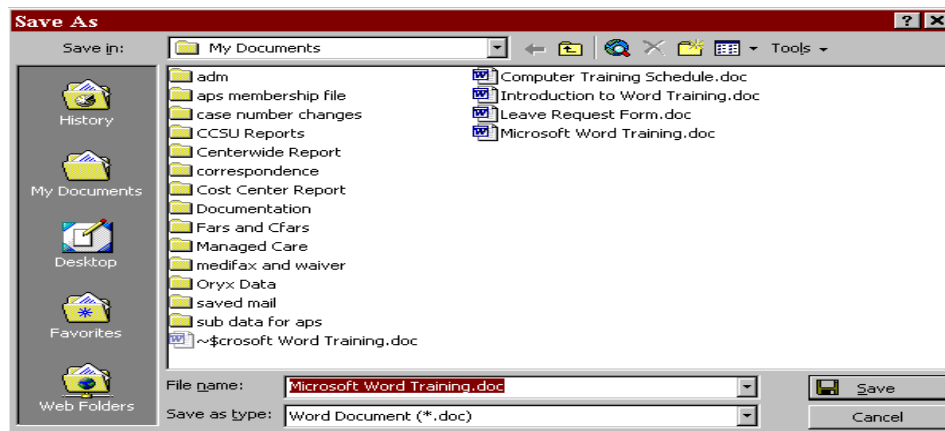 Save As
Save in: My Documents Tools
History
My Documents
Desktop
Favorites
Web Folders
adm
aps membership file
case number changes
CCSU Reports
Centerwide Report
correspondence
Cost Center Report
Documentation
Fars and Cfars
Managed Care
medifax and waiver
Oryx Data
saved mail
sub data for aps
~$crosoft Word Training.doc
Computer Training Schedule.doc
Introduction to Word Training.doc
Leave Request Form.doc
Microsoft Word Training.doc
File name: Microsoft Word Training.doc Save
Save as type: Word Document (*.doc) Cancel